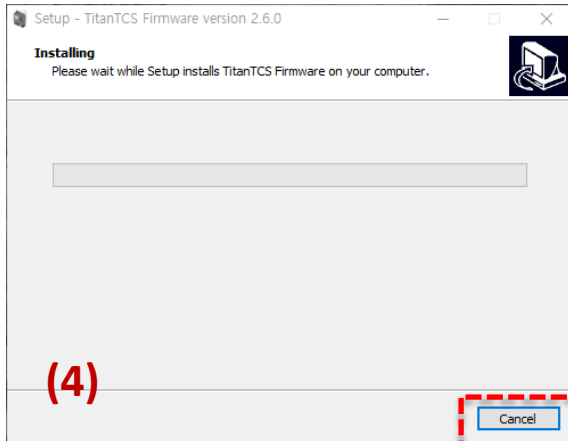 Setup - TitanTCS Firmware version 2.6.0
Installing
Please wait while Setup installs TitanTCS Firmware on your computer.
(4)
Cancel